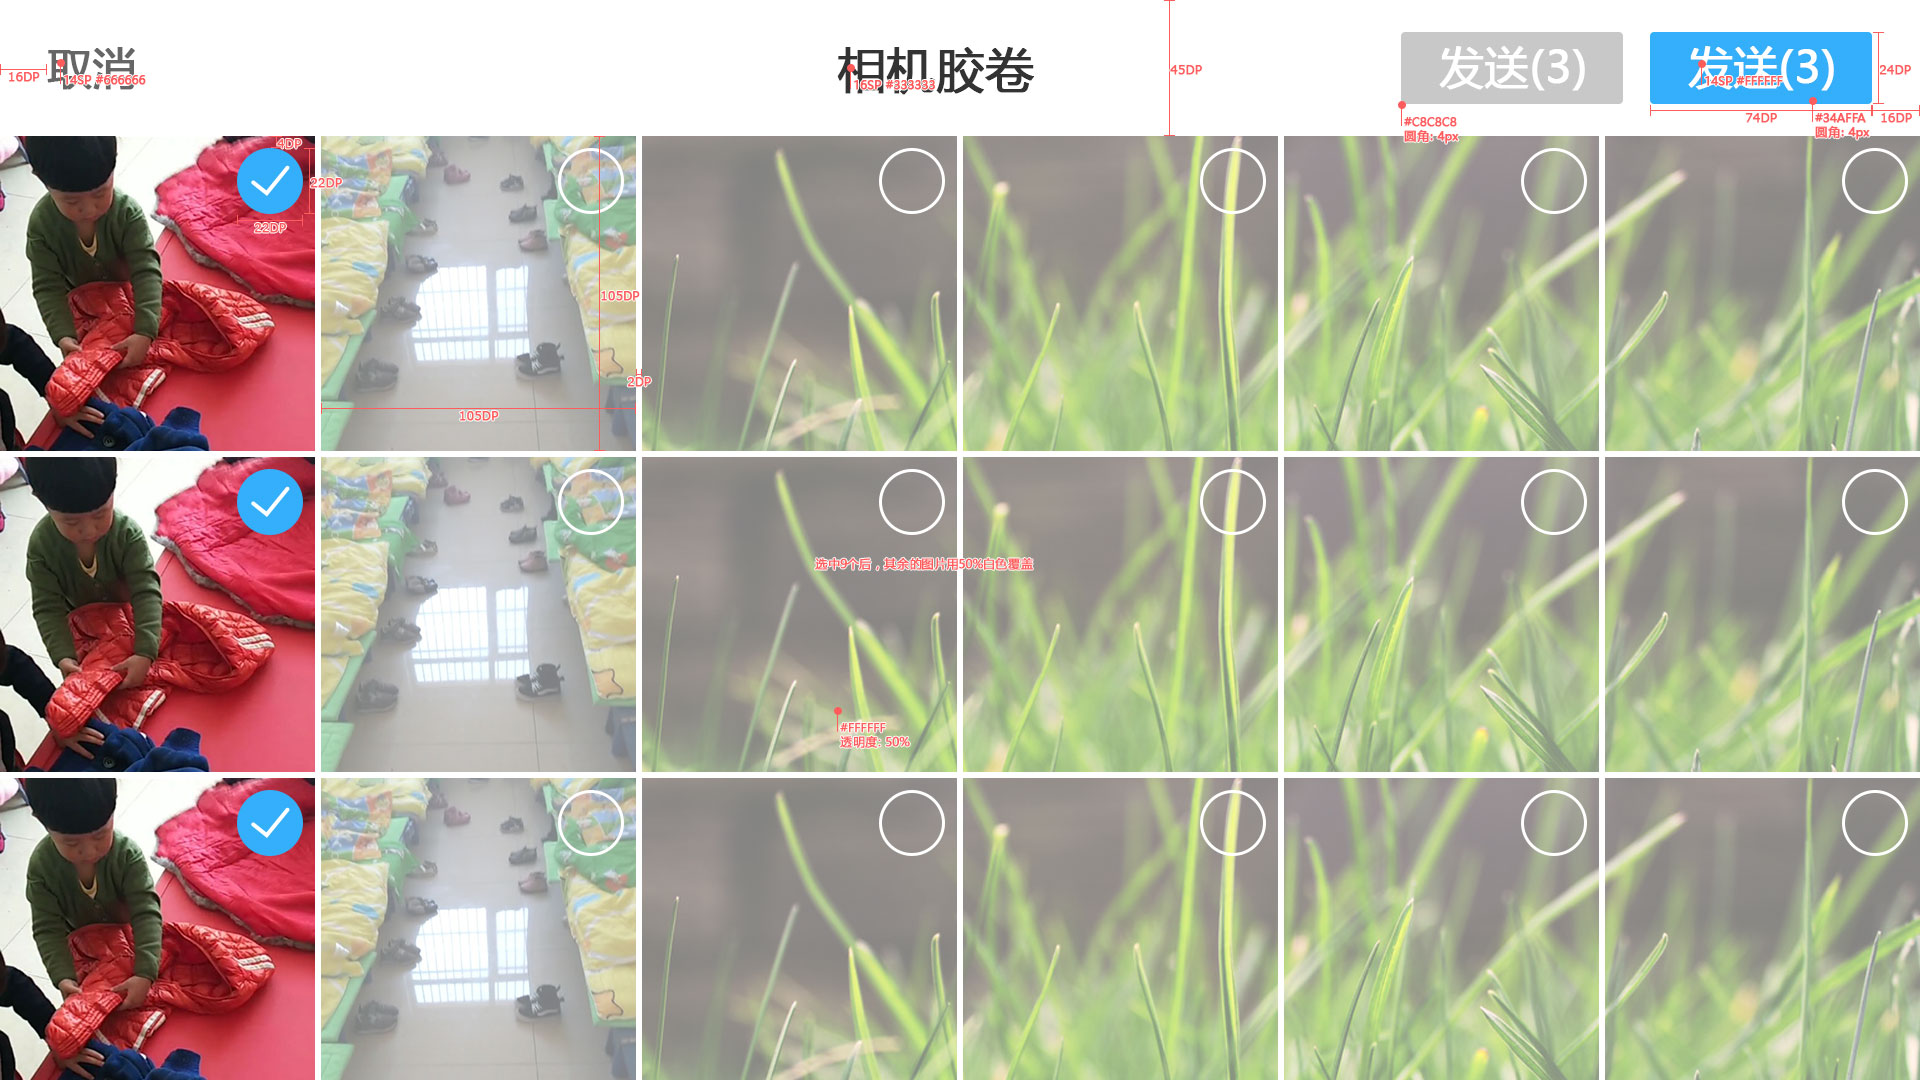 取消
相机胶卷
发送(3)
发送(3)
16DP
14SP #666666
16SP #333333
45DP
14SP #FFFFFF
24DP
#C8C8C8
圆角: 4px
74DP
#34AFFA
圆角: 4px
16DP
4DP
22DP
22DP
105DP
2DP
105DP
选中9个后，其余的图片用50%白色覆盖
#FFFFFF
透明度: 50%